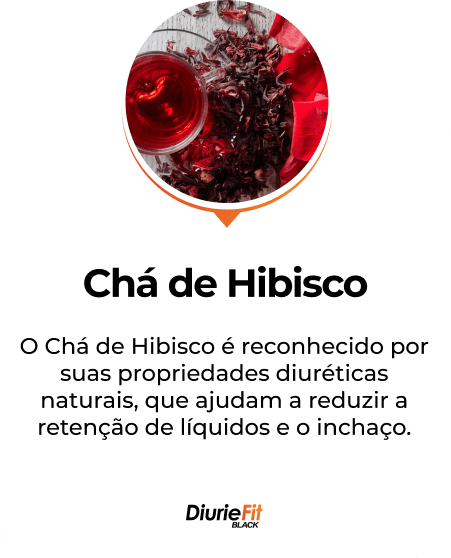 Chá de Hibisco
O Chá de Hibisco é reconhecido por
suas propriedades diuréticas
naturais, que ajudam a reduzir a
retenção de líquidos e o inchaço.
DiurieFit
BLACK